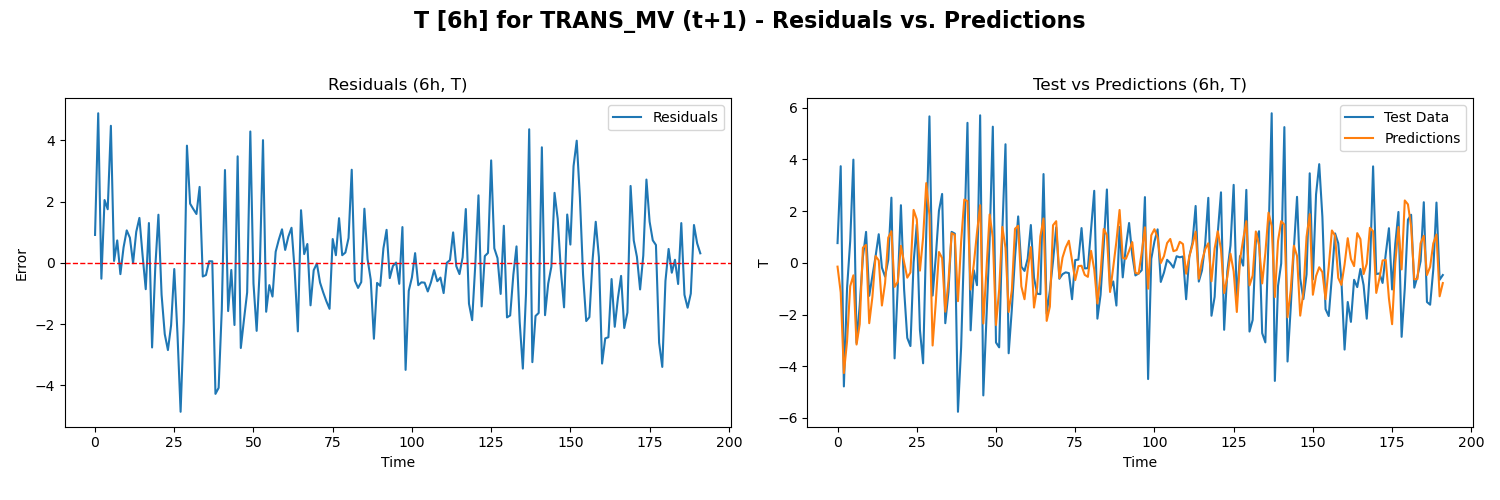 T [6h] for TRANS_MV (t+1) - Residuals vs. Predictions
Residuals (6h, T)
Residuals
Error
4
2
0
−2
−4
0 25 50 75 100 125 150 175 200
Time
Test vs Predictions (6h, T)
Test Data
Predictions
T
6
4
2
0
−2
−4
−6
0 25 50 75 100 125 150 175 200
Time